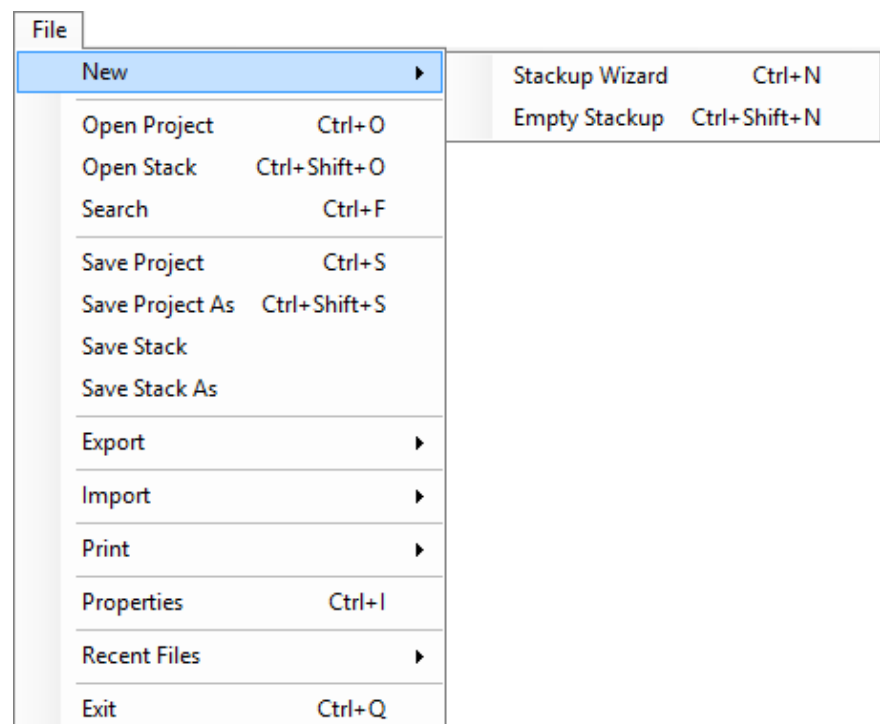 File
New
Stackup Wizard Ctrl+N
Empty Stackup Ctrl+Shift+N
Open Project Ctrl+O
Open Stack Ctrl+Shift+O
Search Ctrl+F
Save Project Ctrl+S
Save Project As Ctrl+Shift+S
Save Stack
Save Stack As
Export
Import
Print
Properties Ctrl+I
Recent Files
Exit Ctrl+Q